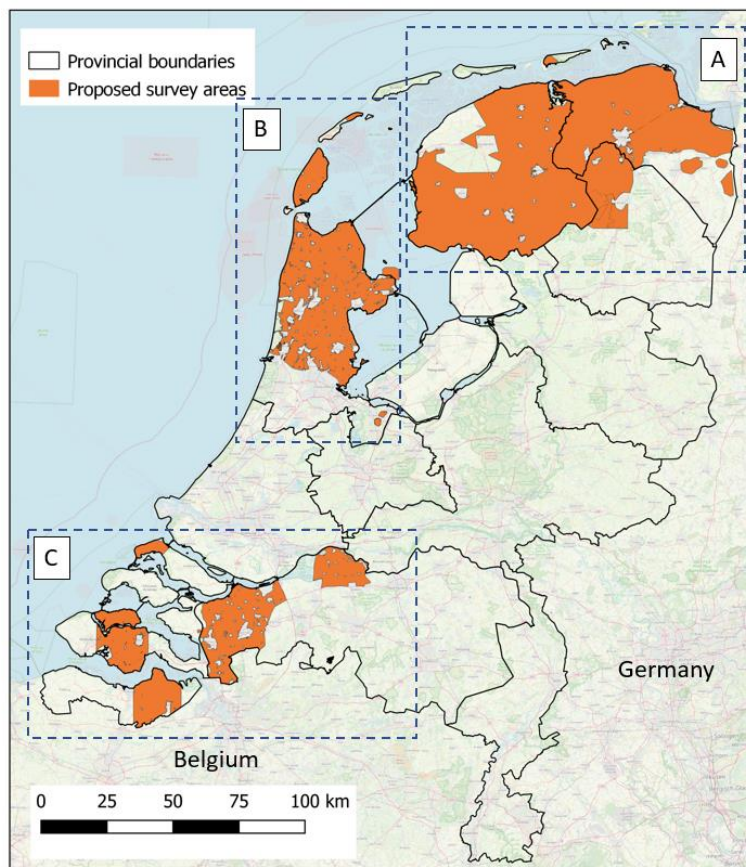 Provincial boundaries
Proposed survey areas
A
B
C
Germany
Belgium
0 25 50 75 100 km